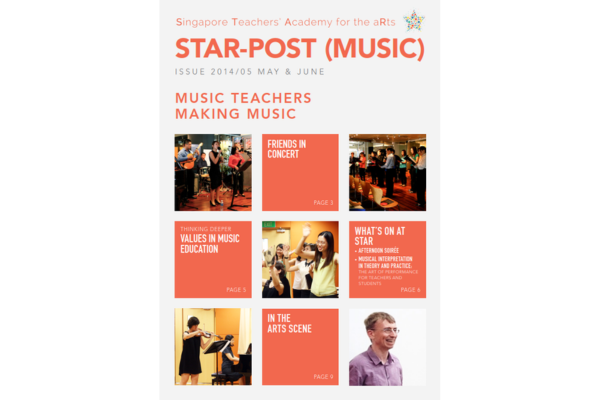 Singapore Teachers' Academy for the aRts
STAR-POST (MUSIC)
ISSUE 2014/05 MAY & JUNE
MUSIC TEACHERS
MAKING MUSIC
FRIENDS IN
CONCERT
PAGE 3
THINKING DEEPER
VALUES IN MUSIC
EDUCATION
PAGE 5
WHAT'S ON AT
STAR
• AFTERNOON SOIRÉE
• MUSICAL INTERPRETATION
IN THEORY AND PRACTICE:
THE ART OF PERFORMANCE
FOR TEACHERS AND
STUDENTS
PAGE 6
IN THE
ARTS SCENE
PAGE 4